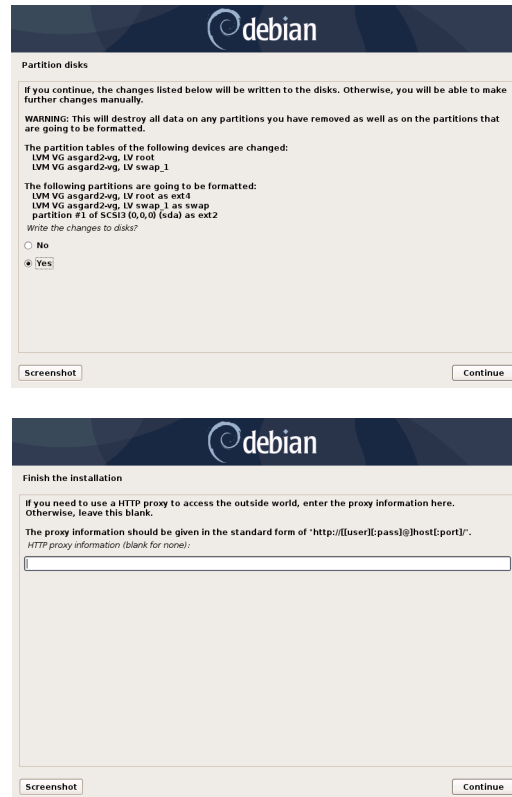 debian
Partition disks
If you continue, the changes listed below will be written to the disks. Otherwise, you will be able to make
further changes manually.
WARNING: This will destroy all data on any partitions you have removed as well as on the partitions that
are going to be formatted.
The partition tables of the following devices are changed:
LVM VG asgard2-vg, LV root
LVM VG asgard2-vg, LV swap_1
The following partitions are going to be formatted:
LVM VG asgard2-vg, LV root as ext4
LVM VG asgard2-vg, LV swap_1 as swap
partition #1 of SCSI3 (0,0,0) (sda) as ext2
Write the changes to disks?
No
Yes
Screenshot
Continue
debian
Finish the installation
If you need to use a HTTP proxy to access the outside world, enter the proxy information here.
Otherwise, leave this blank.
The proxy information should be given in the standard form of "http://[[user][:pass]@]host[:port]/".
HTTP proxy information (blank for none):
Screenshot
Continue